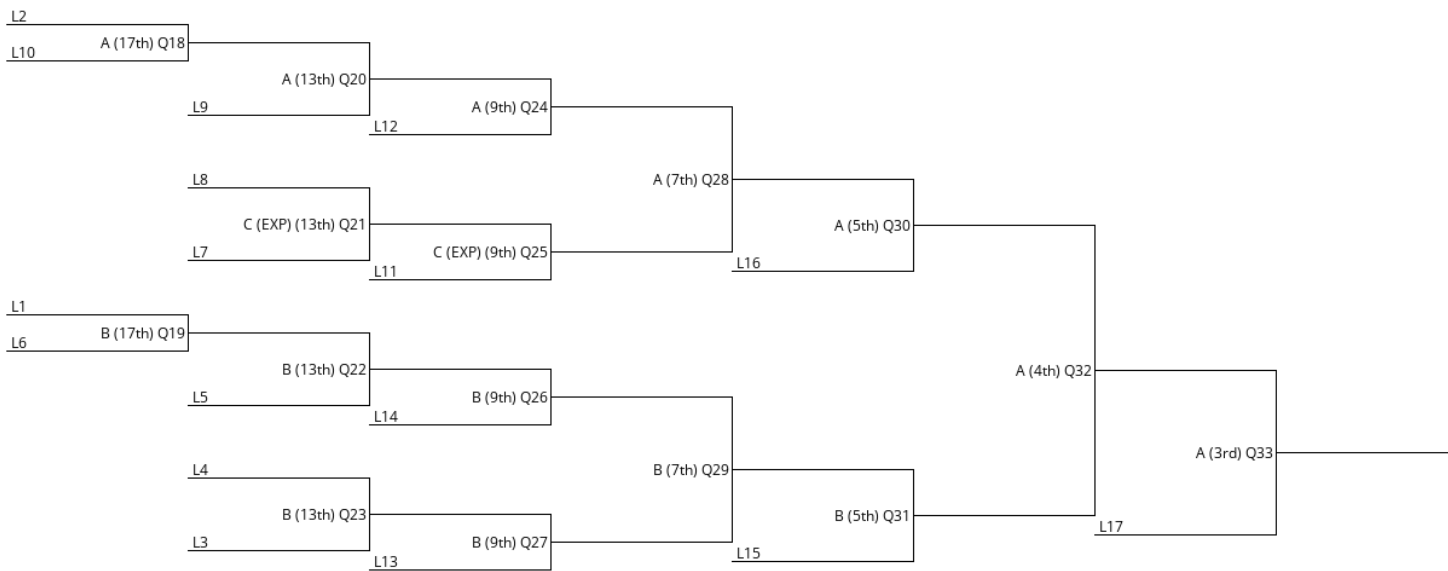 L2
L10
A (17th) Q18
A (13th) Q20
L9
A (9th) Q24
L12
L8
C (EXP) (13th) Q21
L7
C (EXP) (9th) Q25
L11
A (7th) Q28
A (5th) Q30
L16
L1
L6
B (17th) Q19
B (13th) Q22
L5
B (9th) Q26
L14
L4
B (13th) Q23
L3
B (9th) Q27
L13
B (7th) Q29
B (5th) Q31
L15
A (4th) Q32
A (3rd) Q33
L17